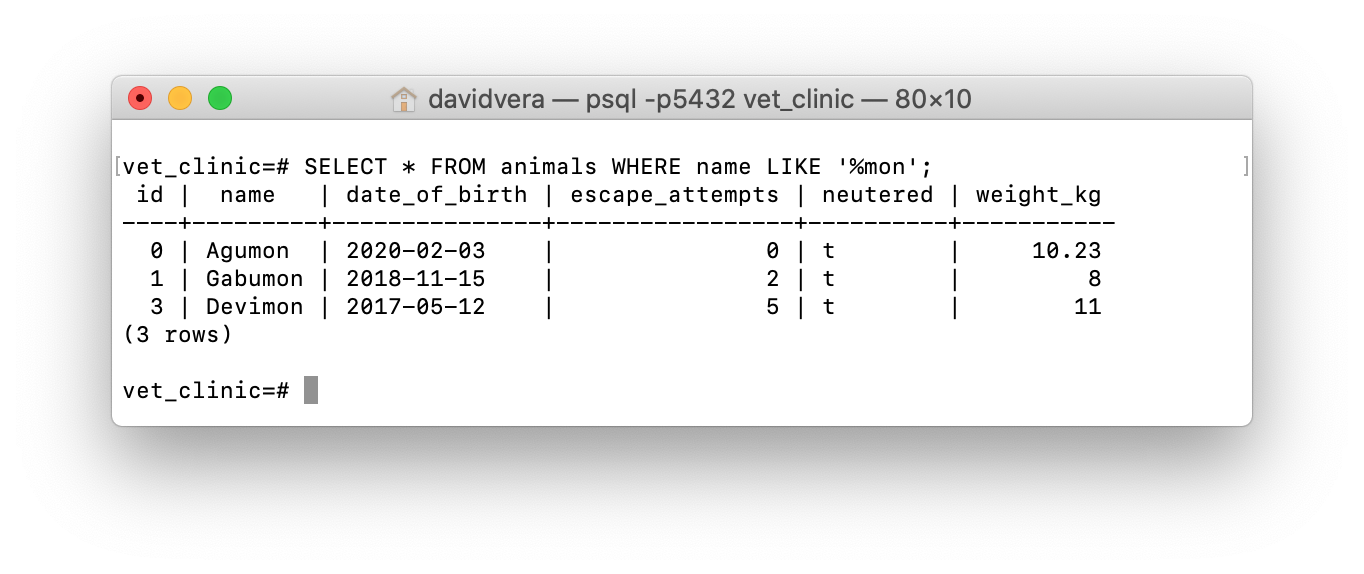 davidvera — psql -p5432 vet_clinic — 80×10
[vet_clinic=# SELECT * FROM animals WHERE name LIKE '%mon'; ]
 id |  name   | date_of_birth | escape_attempts | neutered | weight_kg
----+---------+---------------+-----------------+----------+-----------
  0 | Agumon  | 2020-02-03    |               0 | t        |     10.23
  1 | Gabumon | 2018-11-15    |               2 | t        |         8
  3 | Devimon | 2017-05-12    |               5 | t        |        11
(3 rows)
vet_clinic=#